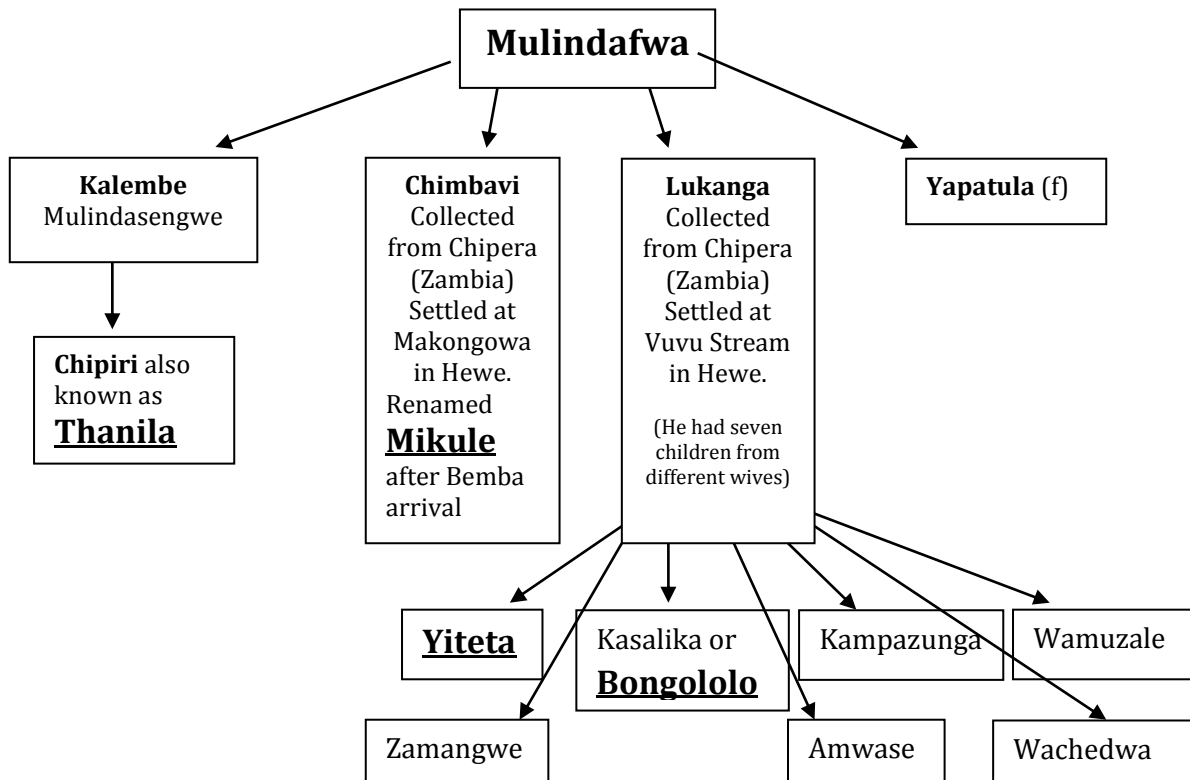 Mulindafwa
Kalembe
Mulindasengwe
Chimbavi
Collected
from Chipera
(Zambia)
Settled at
Makongowa
in Hewe.
Renamed
Mikule
after Bemba
arrival
Lukanga
Collected
from Chipera
(Zambia)
Settled at
Vuvu Stream
in Hewe.
(He had seven
children from
different wives)
Yapatula (f)
Chipiri also
known as
Thanila
Yiteta
Kasalika or
Bongololo
Kampazunga
Wamuzale
Zamangwe
Amwase
Wachedwa